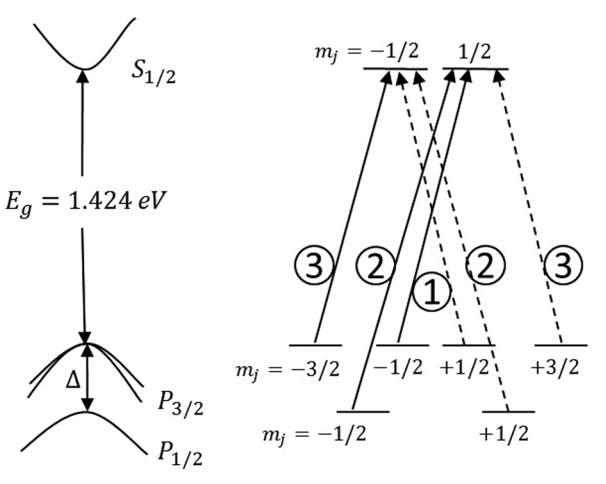 m_j = −1/2 1/2
S_{1/2}
E_g = 1.424 eV
③ ② ① ② ③
Δ
m_j = −3/2 −1/2 +1/2 +3/2
P_{3/2}
m_j = −1/2 +1/2
P_{1/2}